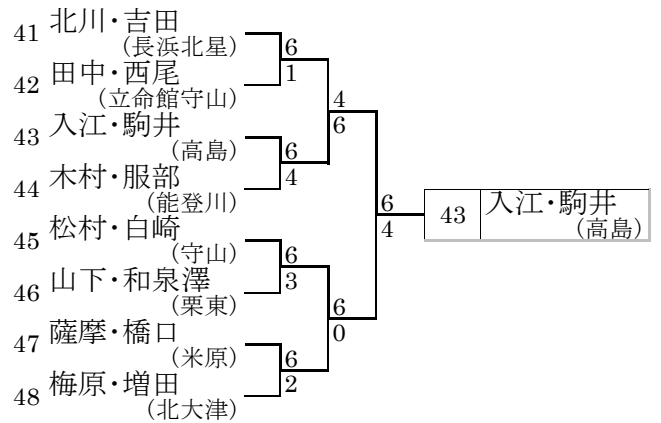 41 北川・吉田
(長浜北星)
6
1
42 田中・西尾
(立命館守山)
4
6
43 入江・駒井
(高島)
6
4
44 木村・服部
(能登川)
6
4
43 入江・駒井
(高島)
45 松村・白崎
(守山)
6
3
46 山下・和泉澤
(栗東)
6
0
47 薩摩・橋口
(米原)
6
2
48 梅原・増田
(北大津)